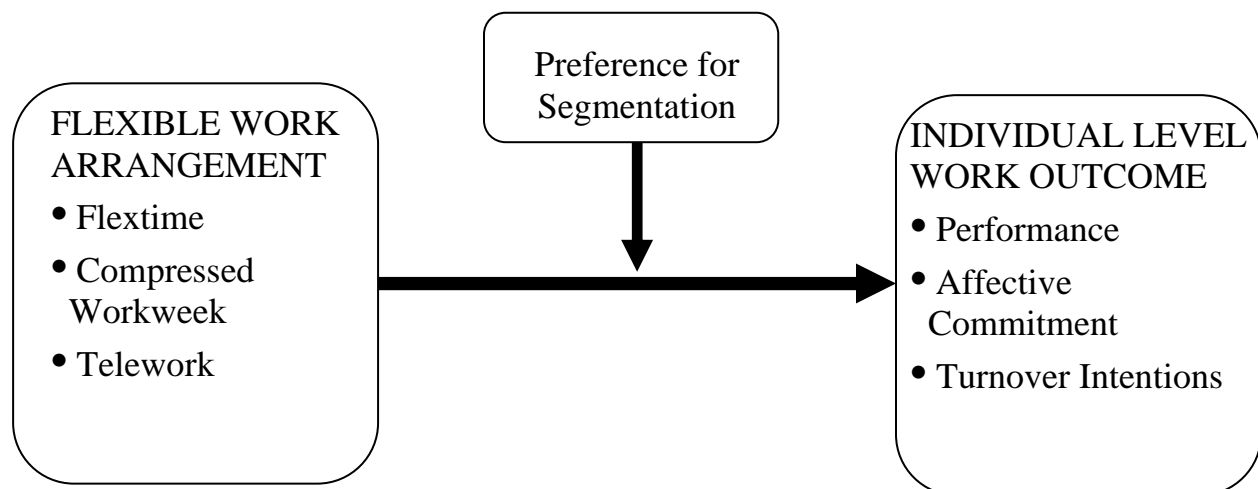 Preference for
Segmentation
FLEXIBLE WORK
ARRANGEMENT
• Flextime
• Compressed
Workweek
• Telework
INDIVIDUAL LEVEL
WORK OUTCOME
• Performance
• Affective
Commitment
• Turnover Intentions